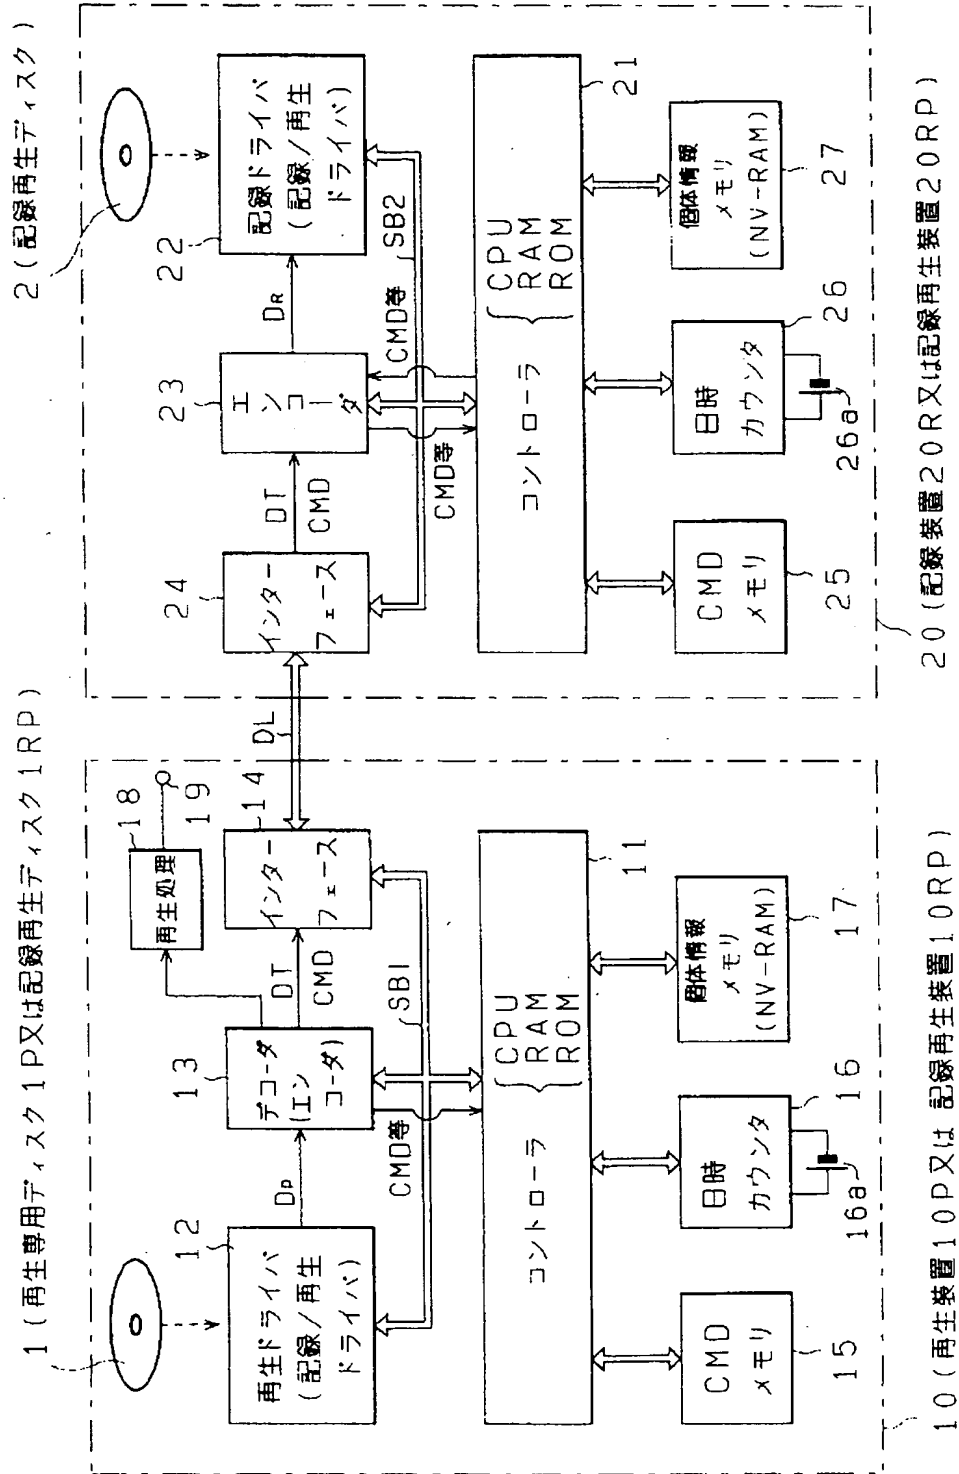 1(再生専用ディスク1P又は記録再生ディスク1RP)
2(記録再生ディスク)
12
再生ドライバ
(記録/再生
ドライバ)
DP
13
デコーダ
(エン
コーダ)
18
再生処理
19
DT
CMD
14
インター
フェース
DL
SB1
CMD等
コントローラ
CPU
RAM
ROM
11
CMD
メモリ
15
日時
カウンタ
16
16a
個体情報
メモリ
(NV-RAM)
17
10(再生装置10P又は 記録再生装置10RP)
24
インター
フェース
DT
CMD
23
エン
コーダ
DR
22
記録ドライバ
(記録/再生
ドライバ)
SB2
CMD等
CMD等
コントローラ
CPU
RAM
ROM
21
CMD
メモリ
25
日時
カウンタ
26
26a
個体情報
メモリ
(NV-RAM)
27
20(記録装置20R又は記録再生装置20RP)